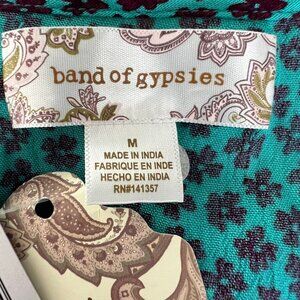 band of gypsies
M
MADE IN INDIA
FABRIQUE EN INDE
HECHO EN INDIA
RN#141357